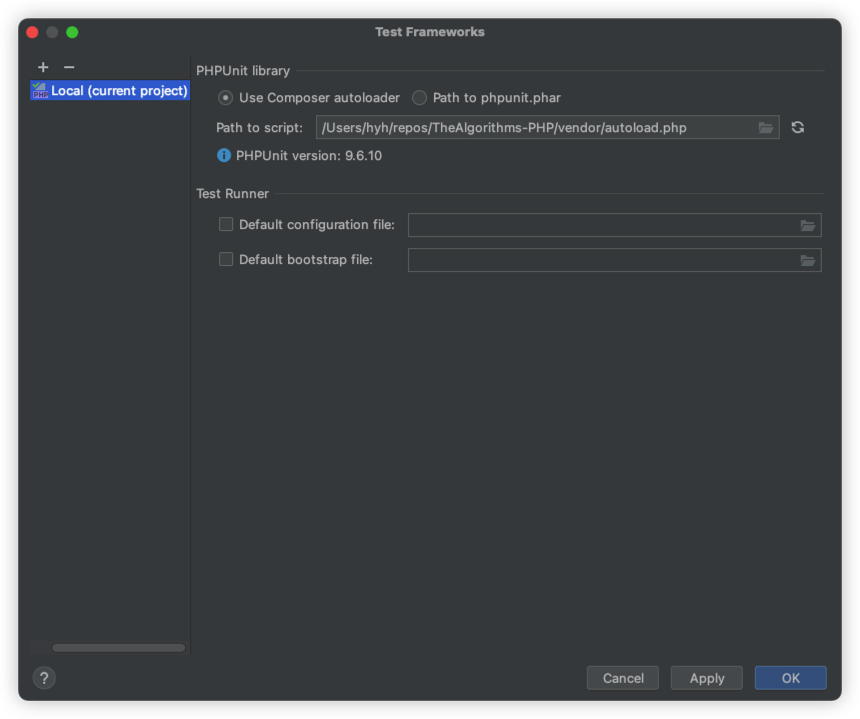 Test Frameworks
PHP Local (current project)
PHPUnit library
Use Composer autoloader Path to phpunit.phar
Path to script: /Users/hyh/repos/TheAlgorithms-PHP/vendor/autoload.php
PHPUnit version: 9.6.10
Test Runner
Default configuration file:
Default bootstrap file:
? Cancel Apply OK